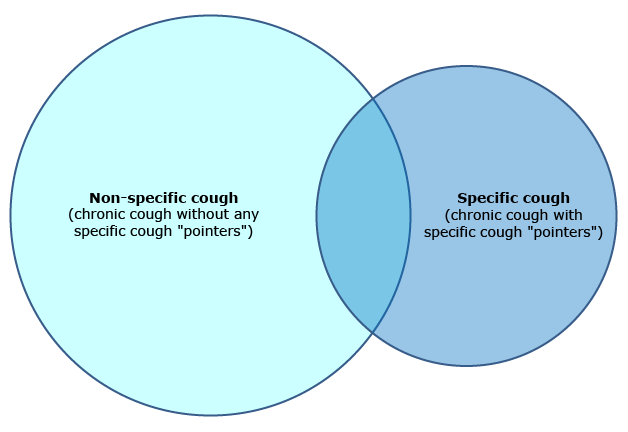 Non-specific cough
(chronic cough without any
specific cough "pointers")
Specific cough
(chronic cough with
specific cough "pointers")